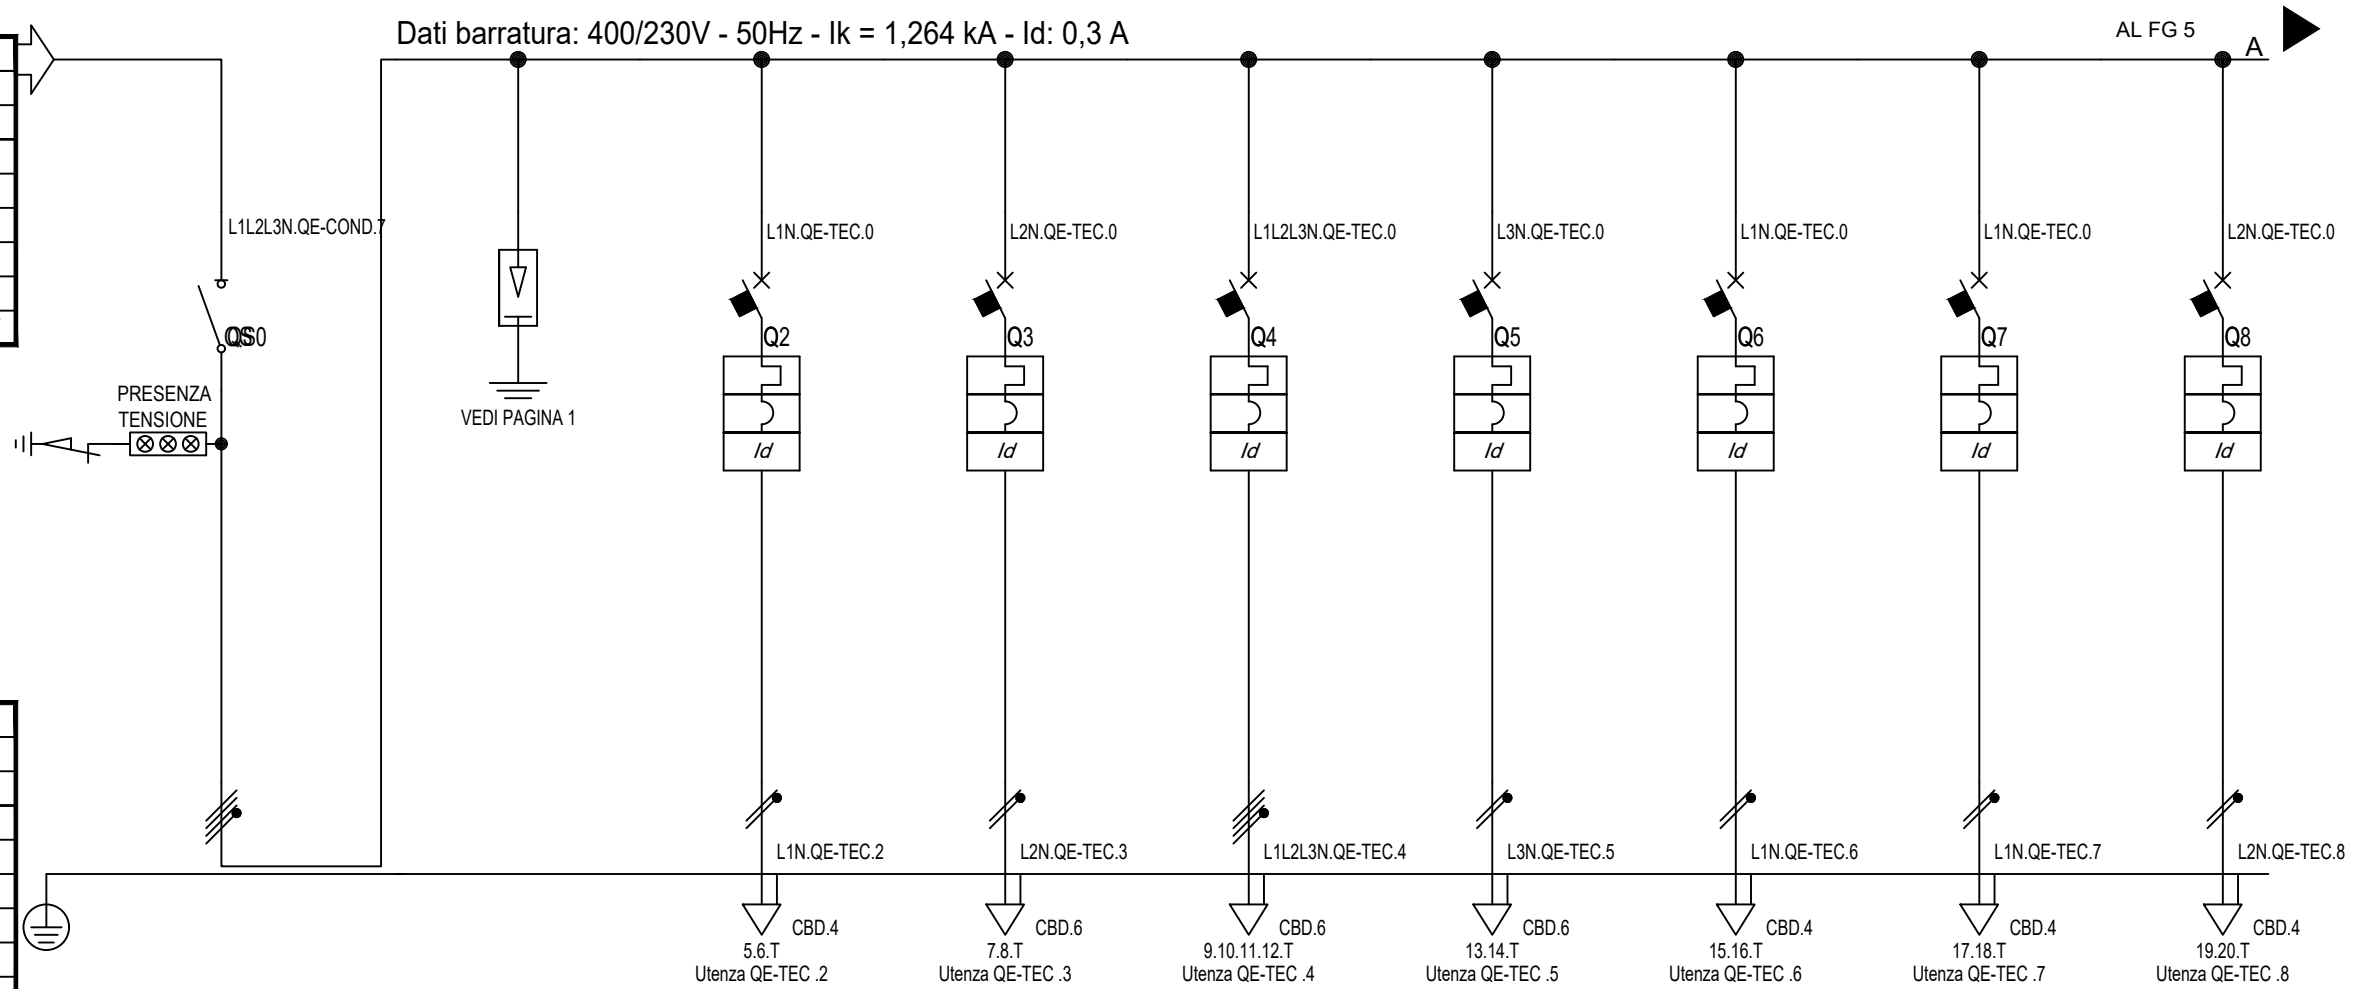 Dati barratura: 400/230V - 50Hz - Ik = 1,264 kA - Id: 0,3 A
AL FG 5
A
L1L2L3N.QE-COND.7
L1N.QE-TEC.0
L2N.QE-TEC.0
L1L2L3N.QE-TEC.0
L3N.QE-TEC.0
L1N.QE-TEC.0
L1N.QE-TEC.0
L2N.QE-TEC.0
Q2
Q3
Q4
Q5
Q6
Q7
Q8
PRESENZA
TENSIONE
VEDI PAGINA 1
Id
Id
Id
Id
Id
Id
Id
L1N.QE-TEC.2
L2N.QE-TEC.3
L1L2L3N.QE-TEC.4
L3N.QE-TEC.5
L1N.QE-TEC.6
L1N.QE-TEC.7
L2N.QE-TEC.8
CBD.4
CBD.6
CBD.6
CBD.6
CBD.4
CBD.4
CBD.4
5.6.T
7.8.T
9.10.11.12.T
13.14.T
15.16.T
17.18.T
19.20.T
Utenza QE-TEC .2
Utenza QE-TEC .3
Utenza QE-TEC .4
Utenza QE-TEC .5
Utenza QE-TEC .6
Utenza QE-TEC .7
Utenza QE-TEC .8